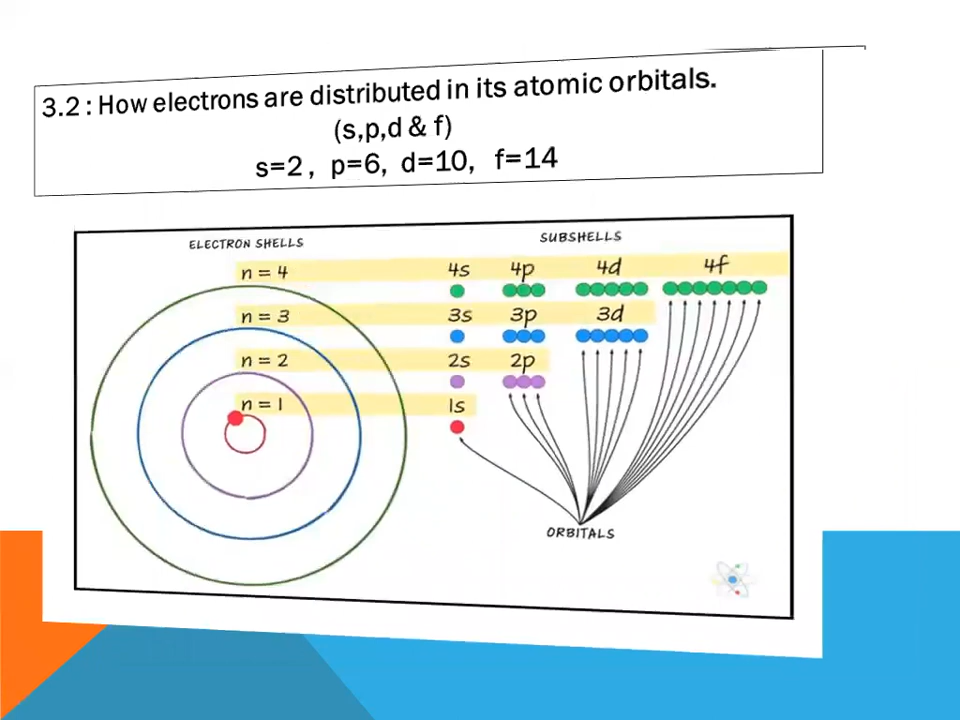 3.2 : How electrons are distributed in its atomic orbitals.
(s,p,d & f)
s=2 , p=6, d=10, f=14
ELECTRON SHELLS
SUBSHELLS
n = 4 4s 4p 4d 4f
n = 3 3s 3p 3d
n = 2 2s 2p
n = 1 1s
ORBITALS